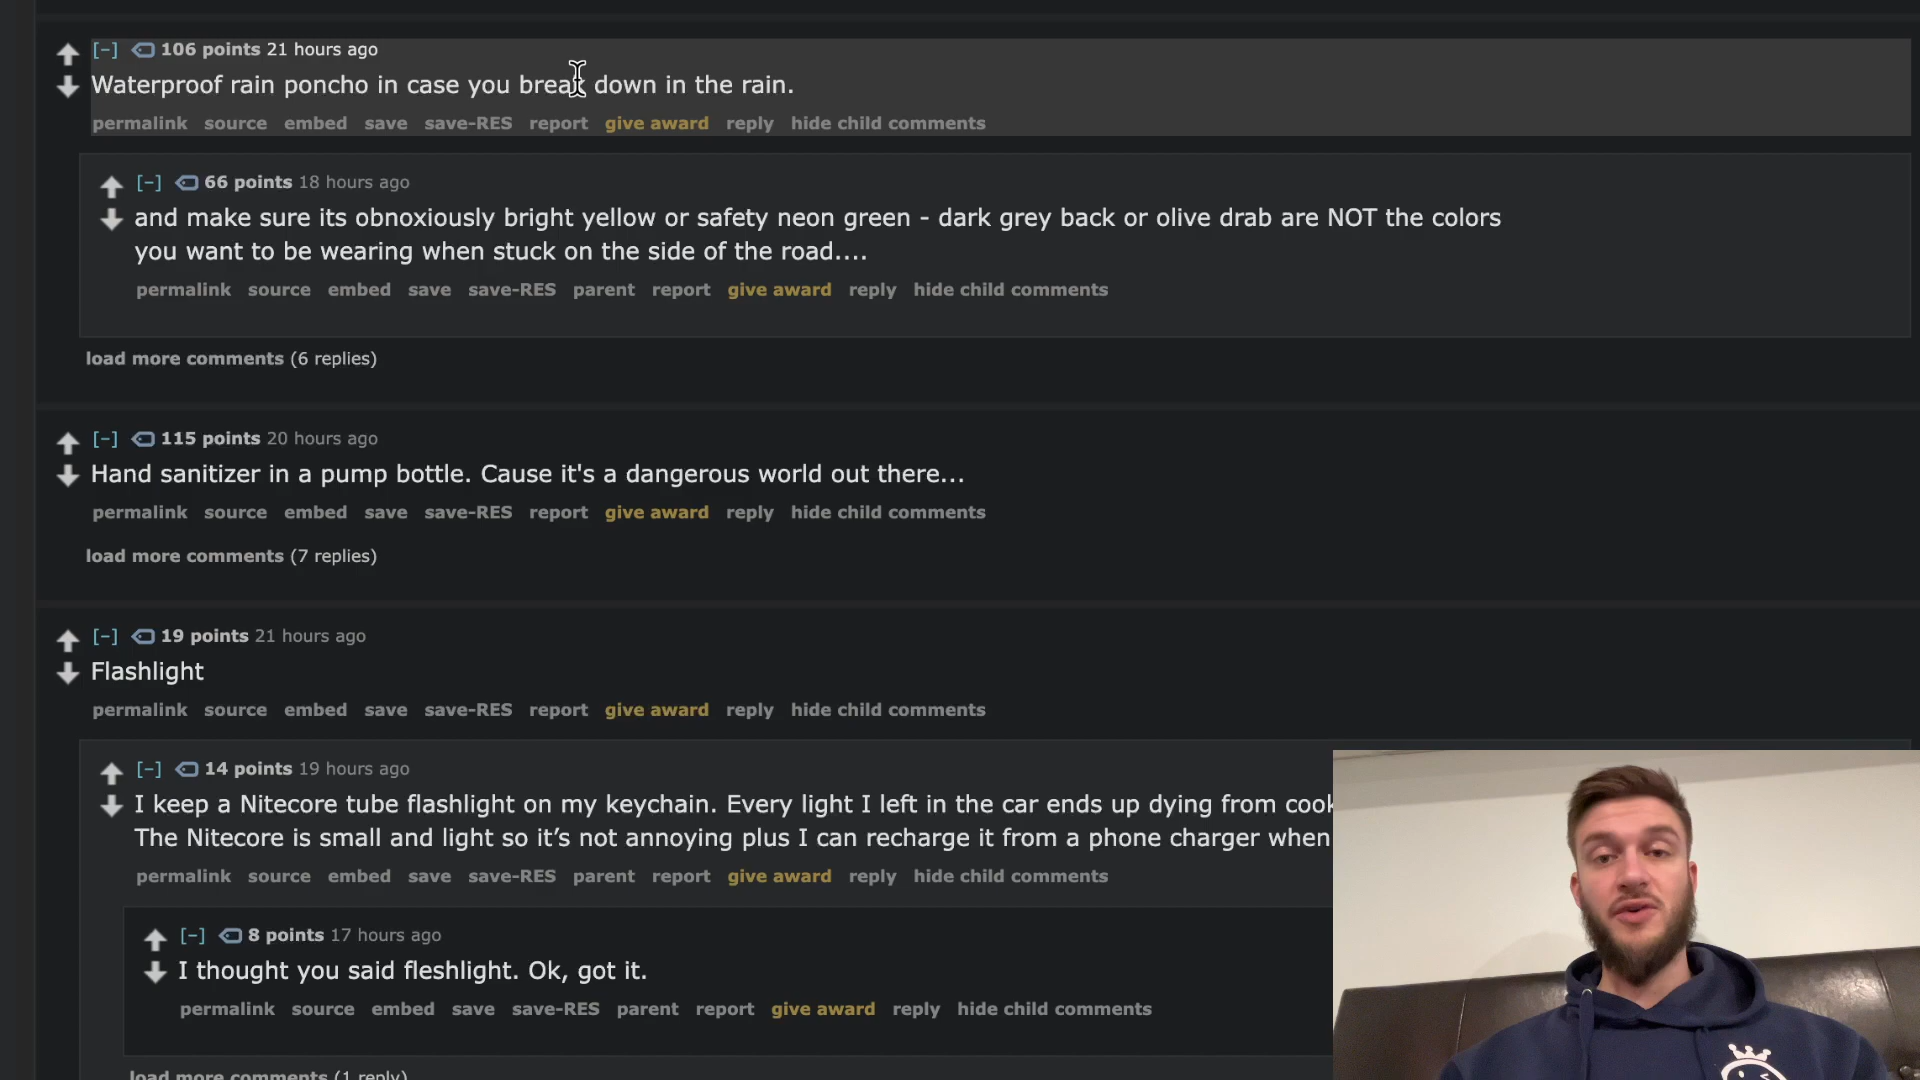 [-] 106 points 21 hours ago
Waterproof rain poncho in case you break down in the rain.
permalink source embed save save-RES report give award reply hide child comments
[-] 66 points 18 hours ago
and make sure its obnoxiously bright yellow or safety neon green - dark grey back or olive drab are NOT the colors
you want to be wearing when stuck on the side of the road....
permalink source embed save save-RES parent report give award reply hide child comments
load more comments (6 replies)
[-] 115 points 20 hours ago
Hand sanitizer in a pump bottle. Cause it's a dangerous world out there...
permalink source embed save save-RES report give award reply hide child comments
load more comments (7 replies)
[-] 19 points 21 hours ago
Flashlight
permalink source embed save save-RES report give award reply hide child comments
[-] 14 points 19 hours ago
I keep a Nitecore tube flashlight on my keychain. Every light I left in the car ends up dying from
The Nitecore is small and light so it’s not annoying plus I can recharge it from a phone charger when
permalink source embed save save-RES parent report give award reply hide child comments
[-] 8 points 17 hours ago
I thought you said fleshlight. Ok, got it.
permalink source embed save save-RES parent report give award reply hide child comments
load more comments (1 reply)